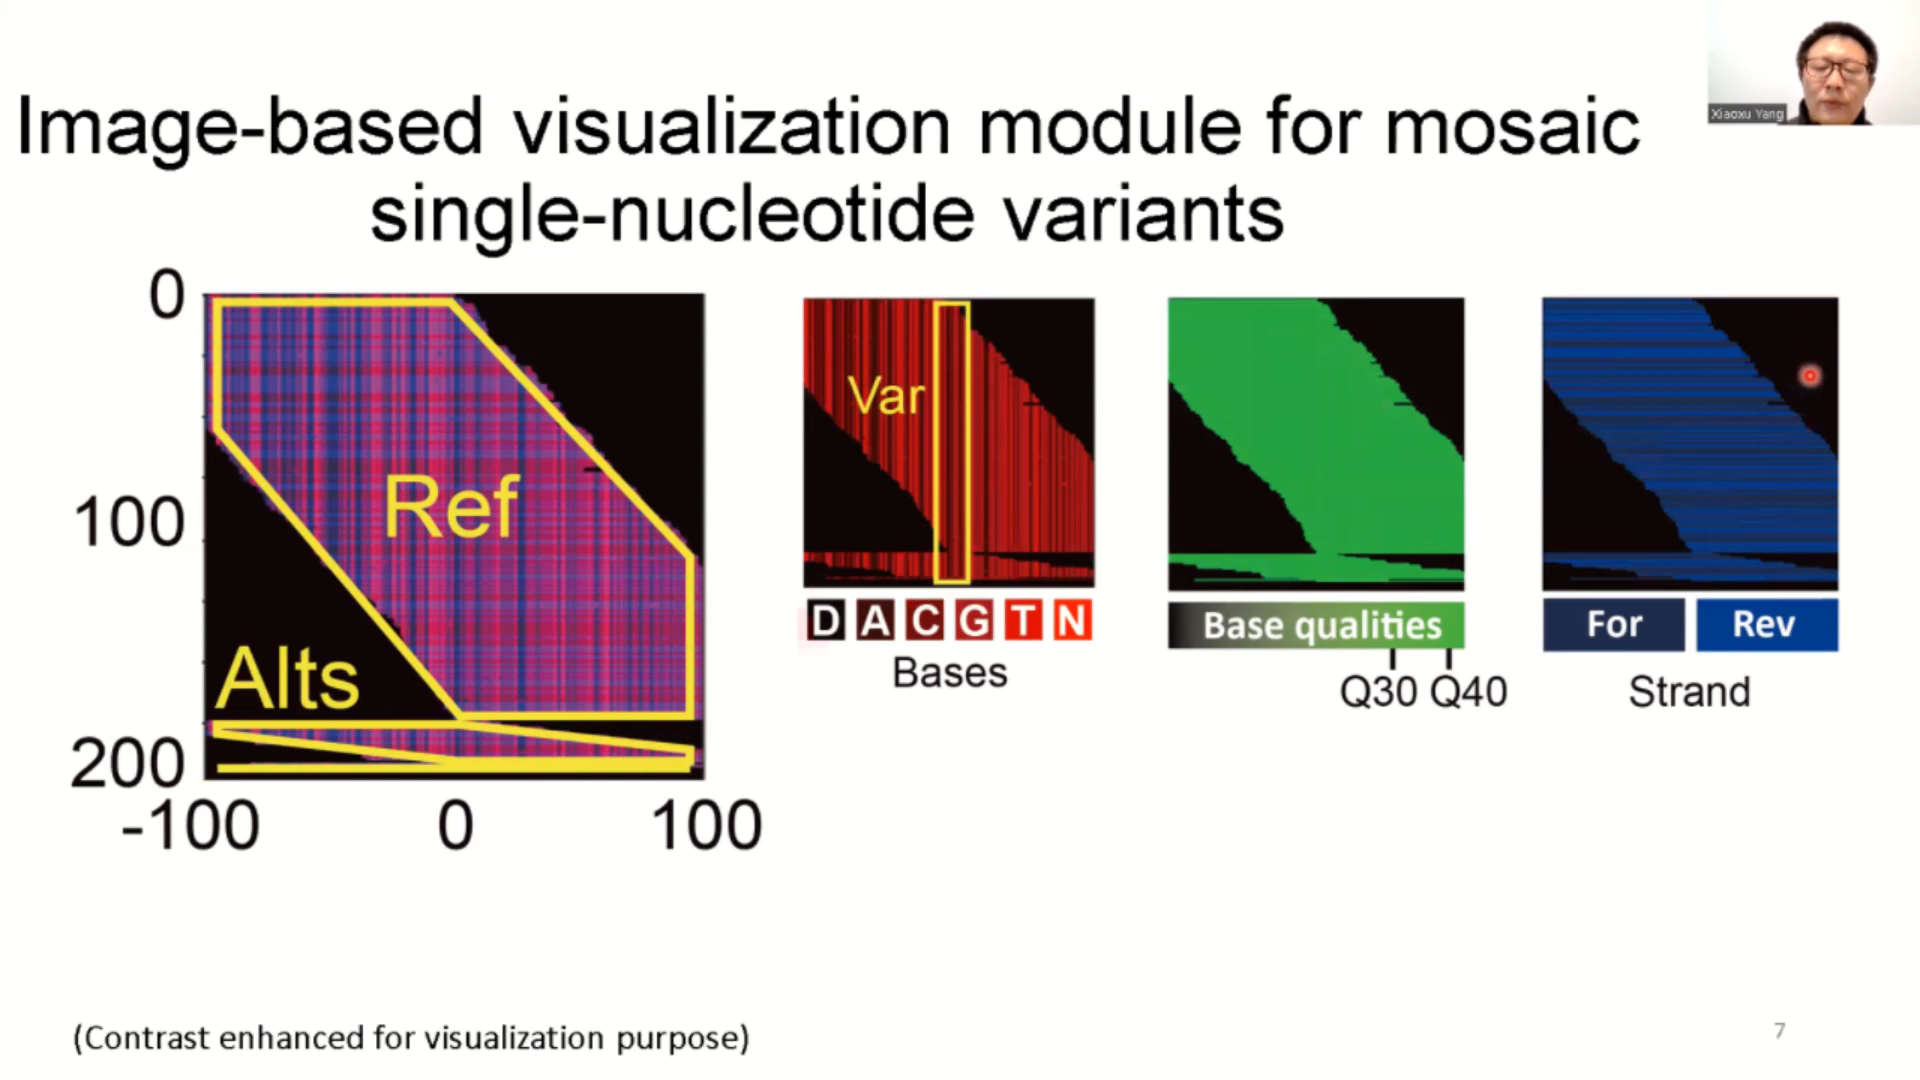 Xiaoxu Yang
Image-based visualization module for mosaic
single-nucleotide variants
0
100
200
-100 0 100
Ref
Alts
Var
D A C G T N
Bases
Base qualities
Q30 Q40
For Rev
Strand
(Contrast enhanced for visualization purpose)
7